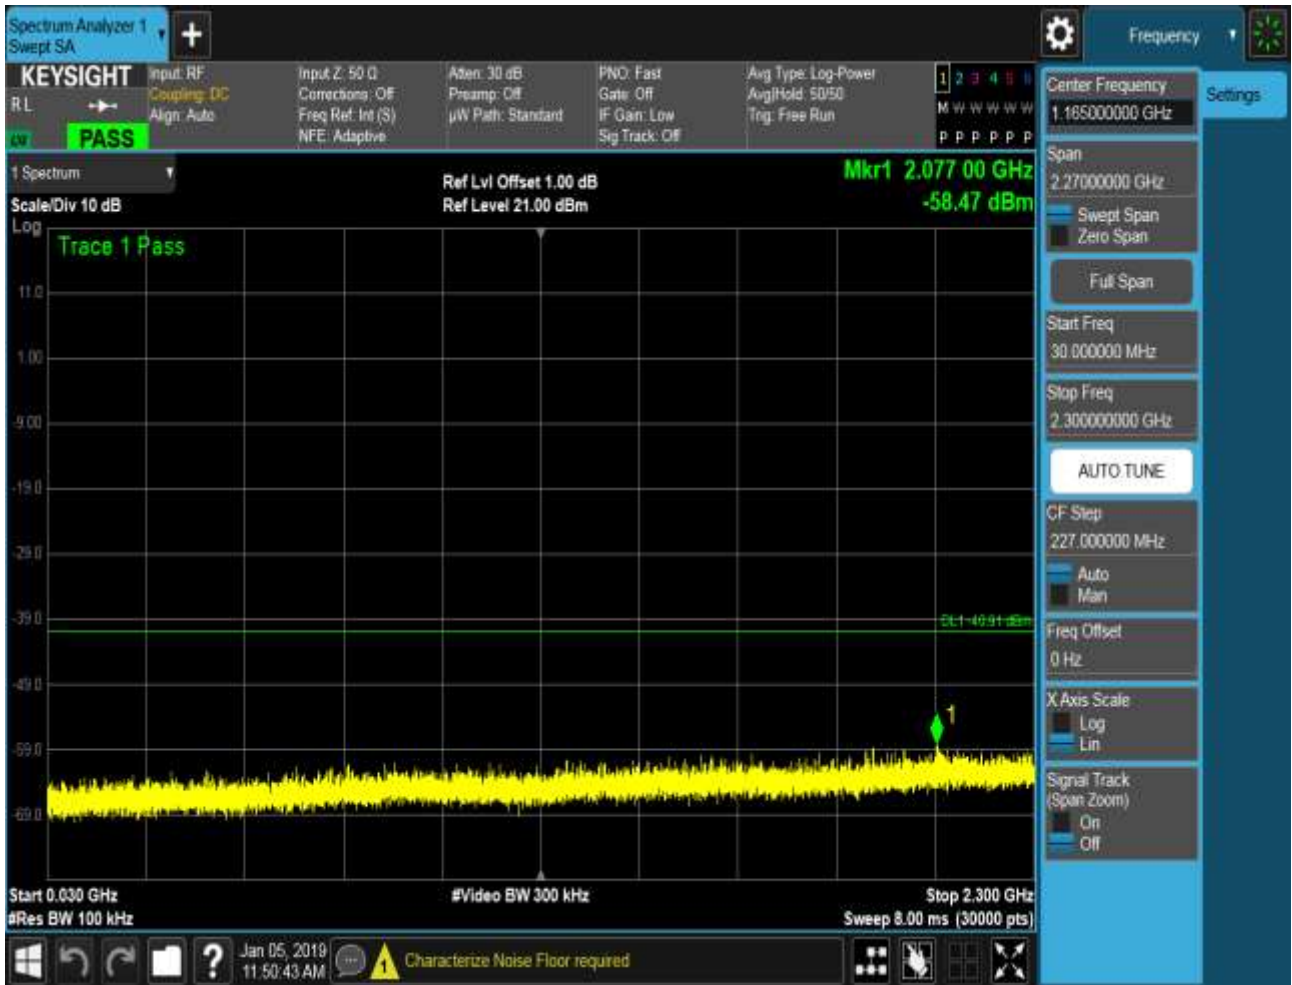 Spectrum Analyzer 1
Swept SA
+
Frequency
KEYSIGHT
RL
PASS
Input: RF
Coupling: DC
Align: Auto
Input Z: 50 Ω
Corrections: Off
Freq Ref: Int (S)
NFE: Adaptive
Atten: 30 dB
Preamp: Off
µW Path: Standard
PNO: Fast
Gate: Off
IF Gain: Low
Sig Track: Off
Avg Type: Log-Power
Avg|Hold: 50/50
Trig: Free Run
1 2 3 4 5 6
M W W W W W
P P P P P P
1 Spectrum
Scale/Div 10 dB
Log
Ref Lvl Offset 1.00 dB
Ref Level 21.00 dBm
Mkr1 2.077 00 GHz
-58.47 dBm
Trace 1 Pass
11.0
1.00
-9.00
-19.0
-29.0
-39.0
-49.0
-59.0
-69.0
DL1 -40.91 dBm
1
Start 0.030 GHz
#Res BW 100 kHz
#Video BW 300 kHz
Stop 2.300 GHz
Sweep 8.00 ms (30000 pts)
?
Jan 05, 2019
11:50:43 AM
1
Characterize Noise Floor required
Center Frequency
1.165000000 GHz
Settings
Span
2.27000000 GHz
Swept Span
Zero Span
Full Span
Start Freq
30.000000 MHz
Stop Freq
2.300000000 GHz
AUTO TUNE
CF Step
227.000000 MHz
Auto
Man
Freq Offset
0 Hz
X Axis Scale
Log
Lin
Signal Track
(Span Zoom)
On
Off